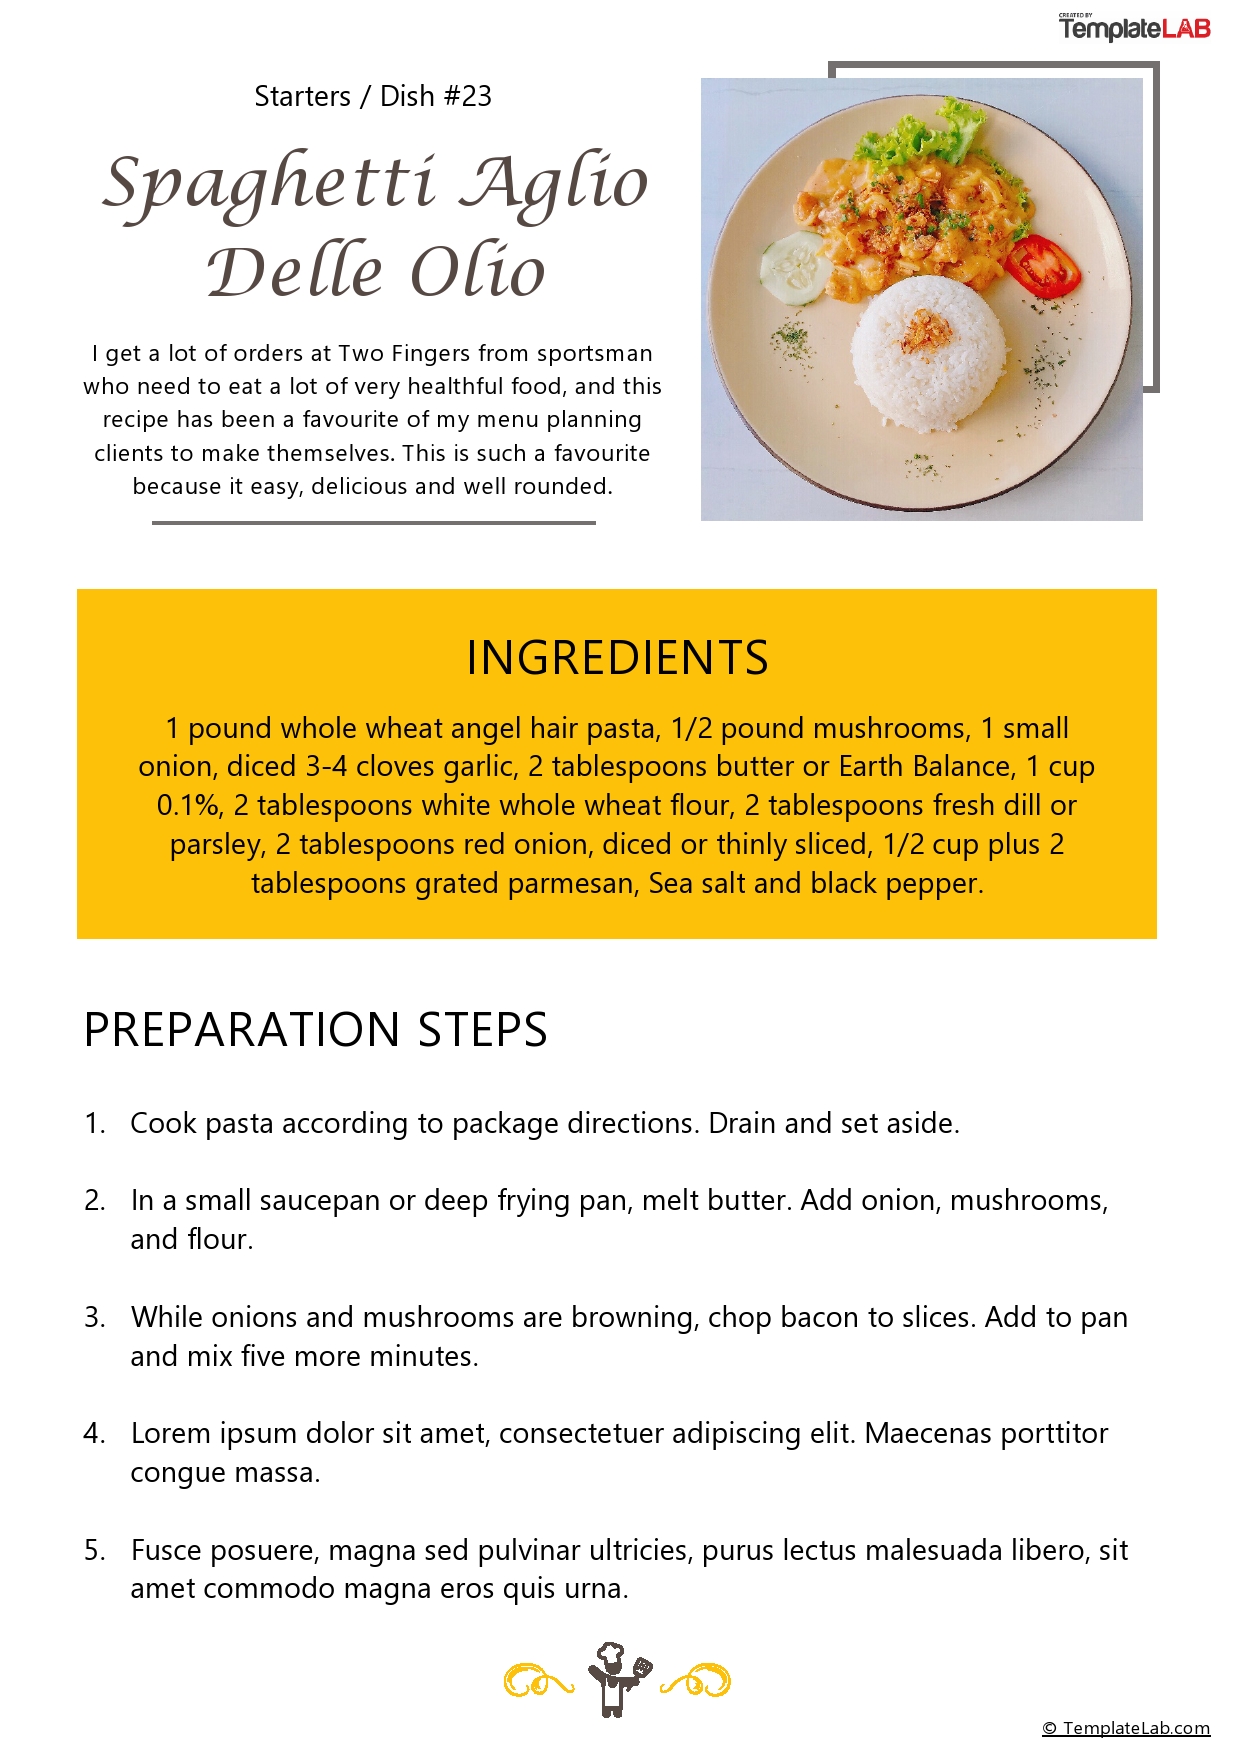 CREATED BY
TemplateLAB
Starters / Dish #23
Spaghetti Aglio
Delle Olio
I get a lot of orders at Two Fingers from sportsman
who need to eat a lot of very healthful food, and this
recipe has been a favourite of my menu planning
clients to make themselves. This is such a favourite
because it easy, delicious and well rounded.
INGREDIENTS
1 pound whole wheat angel hair pasta, 1/2 pound mushrooms, 1 small
onion, diced 3-4 cloves garlic, 2 tablespoons butter or Earth Balance, 1 cup
0.1%, 2 tablespoons white whole wheat flour, 2 tablespoons fresh dill or
parsley, 2 tablespoons red onion, diced or thinly sliced, 1/2 cup plus 2
tablespoons grated parmesan, Sea salt and black pepper.
PREPARATION STEPS
1. Cook pasta according to package directions. Drain and set aside.
2. In a small saucepan or deep frying pan, melt butter. Add onion, mushrooms,
and flour.
3. While onions and mushrooms are browning, chop bacon to slices. Add to pan
and mix five more minutes.
4. Lorem ipsum dolor sit amet, consectetuer adipiscing elit. Maecenas porttitor
congue massa.
5. Fusce posuere, magna sed pulvinar ultricies, purus lectus malesuada libero, sit
amet commodo magna eros quis urna.
© TemplateLab.com